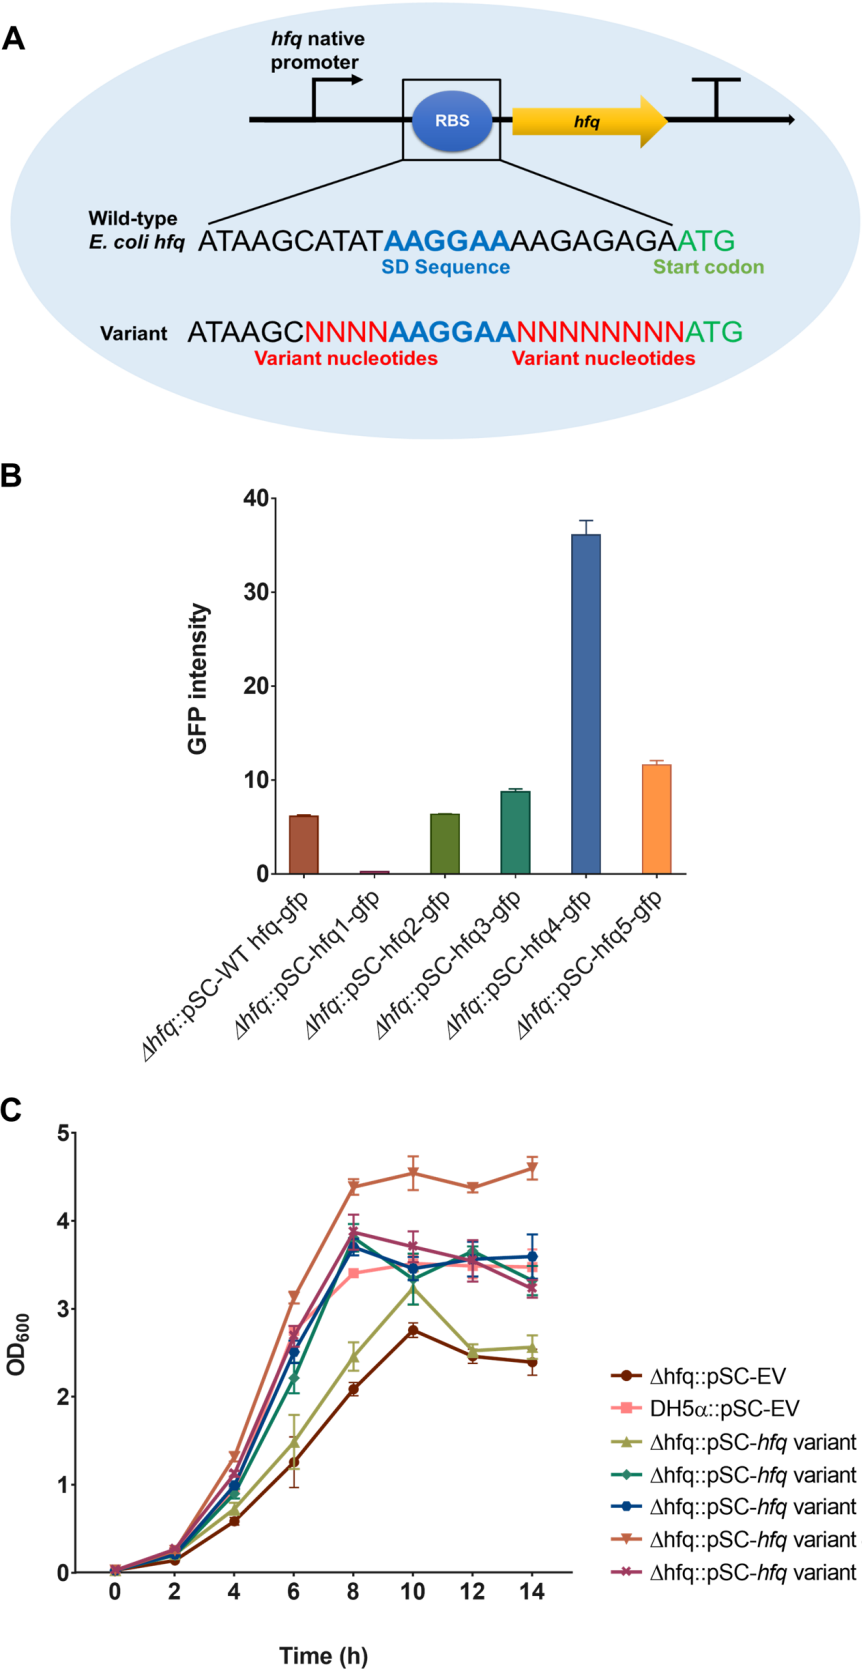 A
hfq native
promoter
RBS
hfq
Wild-type
E. coli hfq
ATAAGCATATAAGGAAAAGAGAGAATG
SD Sequence
Start codon
Variant
ATAAGCNNNNAAGGAANNNNNNNNATG
Variant nucleotides
Variant nucleotides
B
40
30
20
10
0
GFP intensity
Δhfq::pSC-WT hfq-gfp
Δhfq::pSC-hfq1-gfp
Δhfq::pSC-hfq2-gfp
Δhfq::pSC-hfq3-gfp
Δhfq::pSC-hfq4-gfp
Δhfq::pSC-hfq5-gfp
C
5
4
3
2
1
0
OD600
0 2 4 6 8 10 12 14
Time (h)
Δhfq::pSC-EV
DH5α::pSC-EV
Δhfq::pSC-hfq variant
Δhfq::pSC-hfq variant
Δhfq::pSC-hfq variant
Δhfq::pSC-hfq variant
Δhfq::pSC-hfq variant